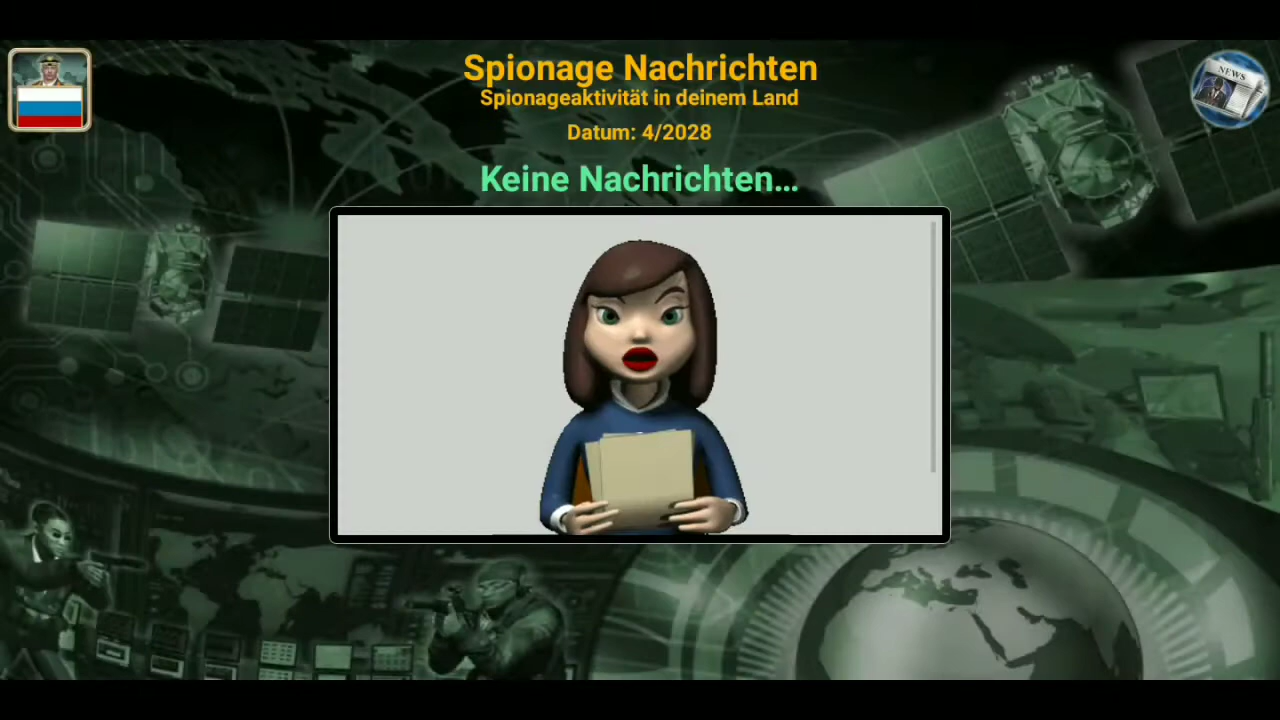 Spionage Nachrichten
Spionageaktivität in deinem Land
Datum: 4/2028
Keine Nachrichten...
NEWS